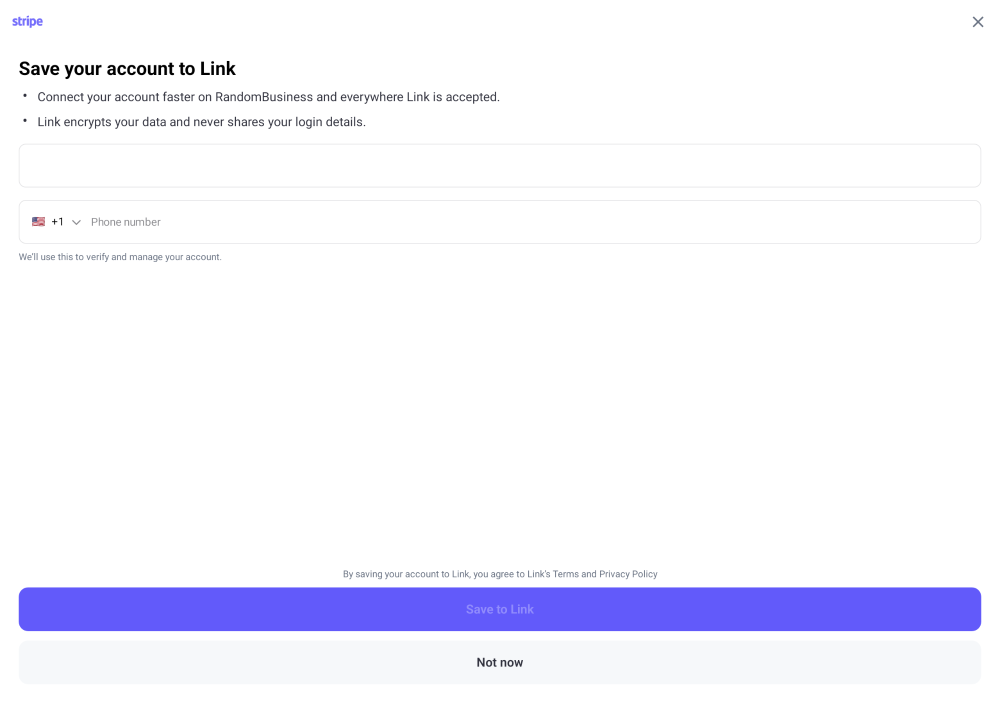 stripe
Save your account to Link
• Connect your account faster on RandomBusiness and everywhere Link is accepted.
• Link encrypts your data and never shares your login details.
+1 Phone number
We'll use this to verify and manage your account.
By saving your account to Link, you agree to Link's Terms and Privacy Policy
Save to Link
Not now